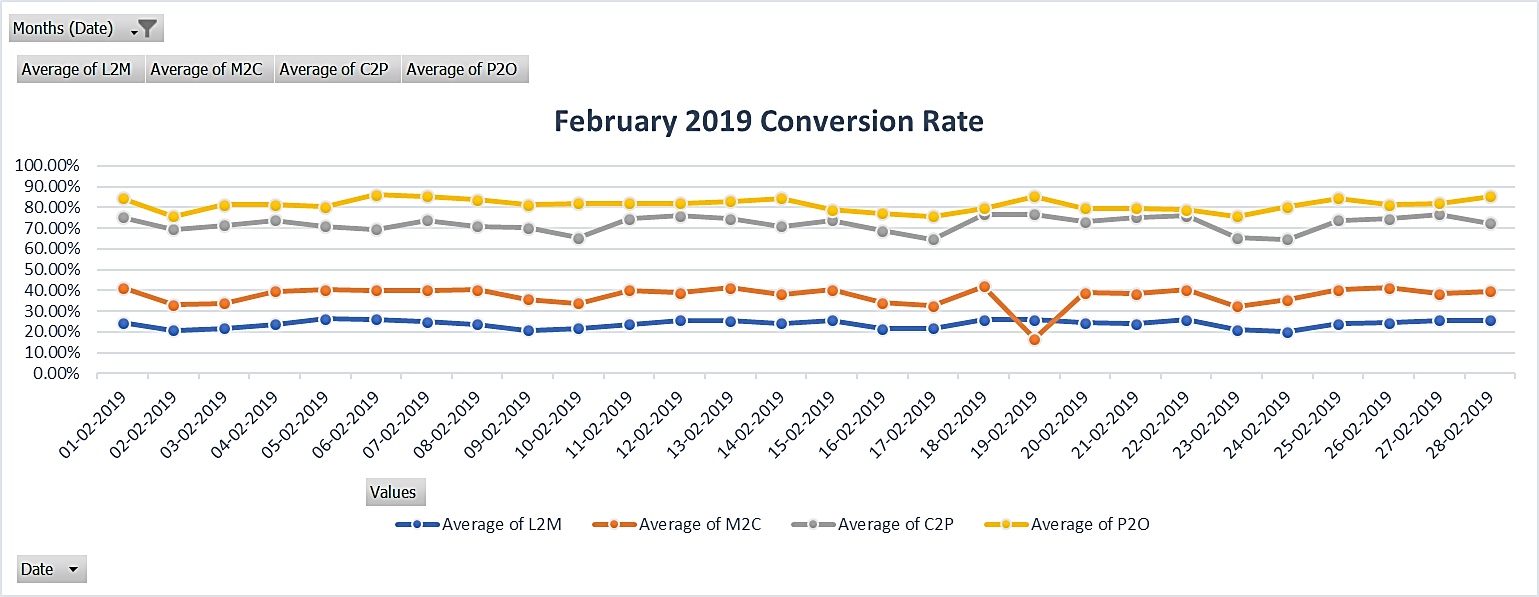 Months (Date)
Average of L2M Average of M2C Average of C2P Average of P2O
February 2019 Conversion Rate
100.00%
90.00%
80.00%
70.00%
60.00%
50.00%
40.00%
30.00%
20.00%
10.00%
0.00%
01-02-2019 02-02-2019 03-02-2019 04-02-2019 05-02-2019 06-02-2019 07-02-2019 08-02-2019 09-02-2019 10-02-2019 11-02-2019 12-02-2019 13-02-2019 14-02-2019 15-02-2019 16-02-2019 17-02-2019 18-02-2019 19-02-2019 20-02-2019 21-02-2019 22-02-2019 23-02-2019 24-02-2019 25-02-2019 26-02-2019 27-02-2019 28-02-2019
Values
Average of L2M Average of M2C Average of C2P Average of P2O
Date